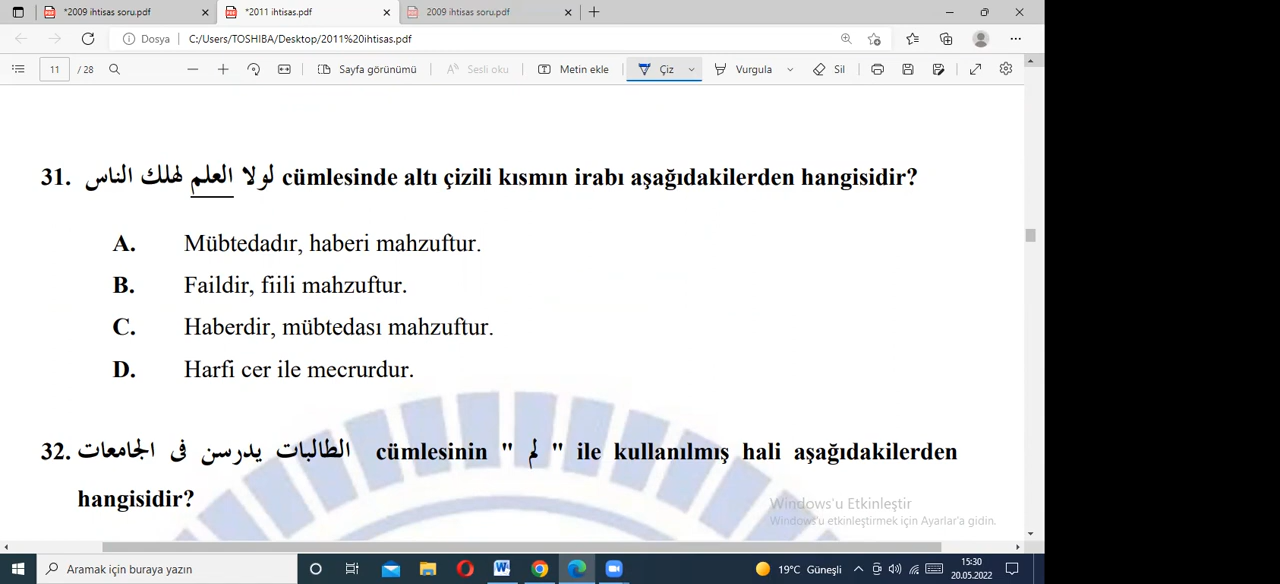 *2009 ihtisas soru.pdf
*2011 ihtisas.pdf
2009 ihtisas soru.pdf
Dosya
C:/Users/TOSHIBA/Desktop/2011%20ihtisas.pdf
11 / 28
Sayfa görünümü
Sesli oku
Metin ekle
Çiz
Vurgula
Sil
31. لولا العلم لهلك الناس cümlesinde altı çizili kısmın irabı aşağıdakilerden hangisidir?
A. Mübtedadır, haberi mahzuftur.
B. Faildir, fiili mahzuftur.
C. Haberdir, mübtedası mahzuftur.
D. Harfi cer ile mecrurdur.
32. الطالبات يدرسن فى الجامعات cümlesinin " لم " ile kullanılmış hali aşağıdakilerden
hangisidir?
Windows'u Etkinleştir
Windows'u etkinleştirmek için Ayarlar'a gidin.
Aramak için buraya yazın
19°C Güneşli
15:30
20.05.2022